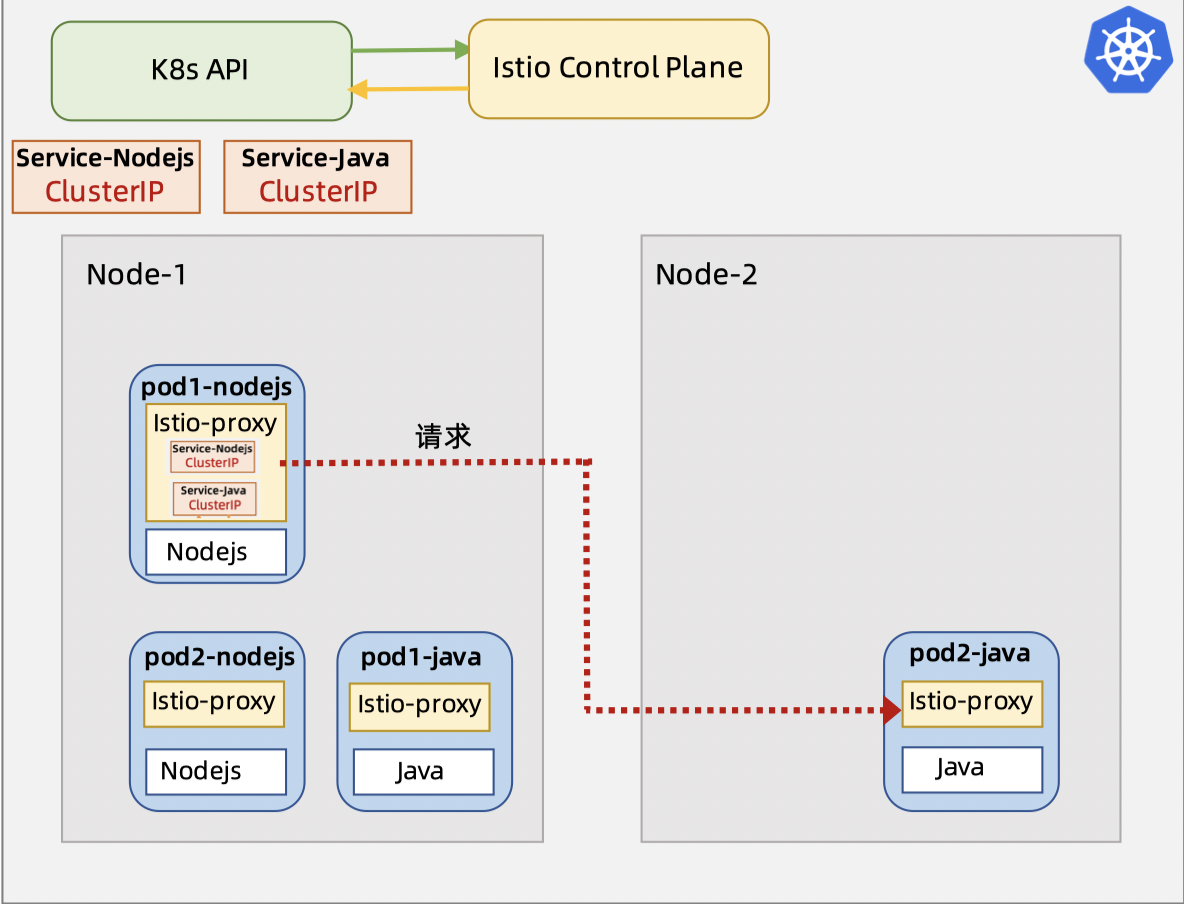 K8s API
Istio Control Plane
Service-Nodejs
ClusterIP
Service-Java
ClusterIP
Node-1
Node-2
pod1-nodejs
Istio-proxy
Service-Nodejs
ClusterIP
Service-Java
ClusterIP
Nodejs
请求
pod2-nodejs
Istio-proxy
Nodejs
pod1-java
Istio-proxy
Java
pod2-java
Istio-proxy
Java